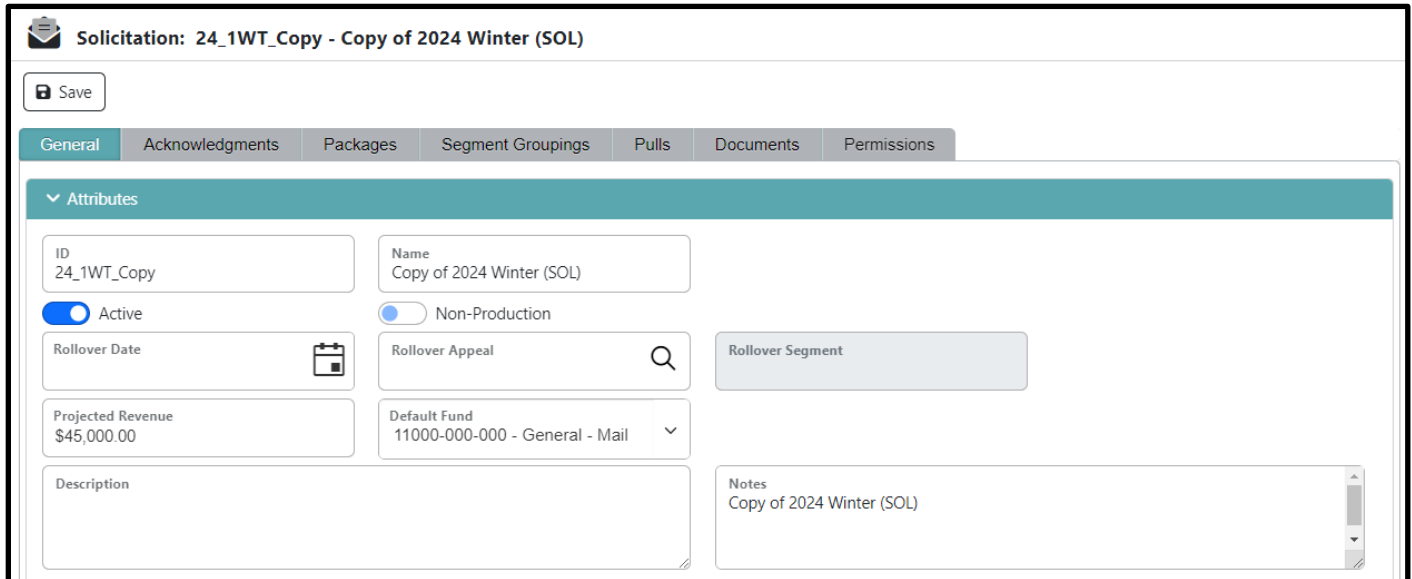 Solicitation: 24_1WT_Copy - Copy of 2024 Winter (SOL)
Save
General Acknowledgments Packages Segment Groupings Pulls Documents Permissions
Attributes
ID
24_1WT_Copy
Name
Copy of 2024 Winter (SOL)
Active
Non-Production
Rollover Date
Rollover Appeal
Rollover Segment
Projected Revenue
$45,000.00
Default Fund
11000-000-000 - General - Mail
Description
Notes
Copy of 2024 Winter (SOL)